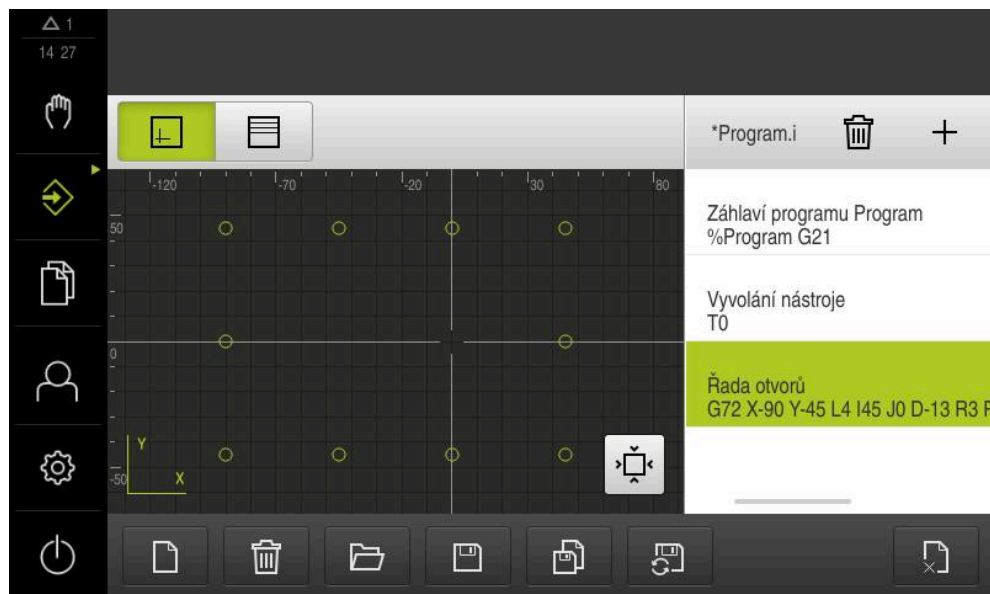 1
14 27
*Program.i
-120 -70 -20 30 80
50
0
-50
Y
X
Záhlaví programu Program
%Program G21
Vyvolání nástroje
T0
Řada otvorů
G72 X-90 Y-45 L4 I45 J0 D-13 R3